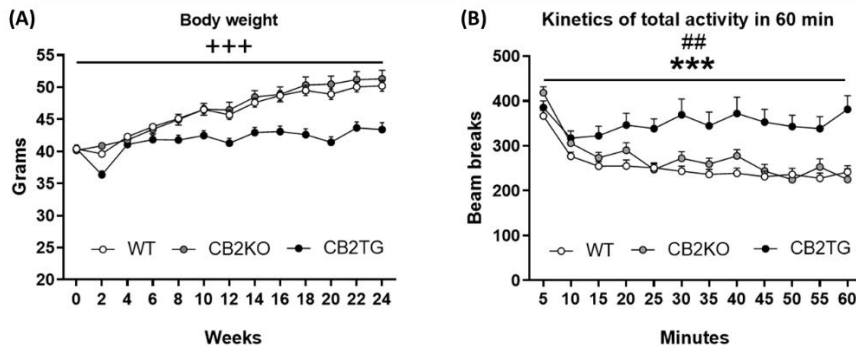 (A)
Body weight
+++
55
50
45
40
35
30
25
20
Grams
WT CB2KO CB2TG
0 2 4 6 8 10 12 14 16 18 20 22 24
Weeks
(B)
Kinetics of total activity in 60 min
##
***
500
400
300
200
100
0
Beam breaks
WT CB2KO CB2TG
5 10 15 20 25 30 35 40 45 50 55 60
Minutes